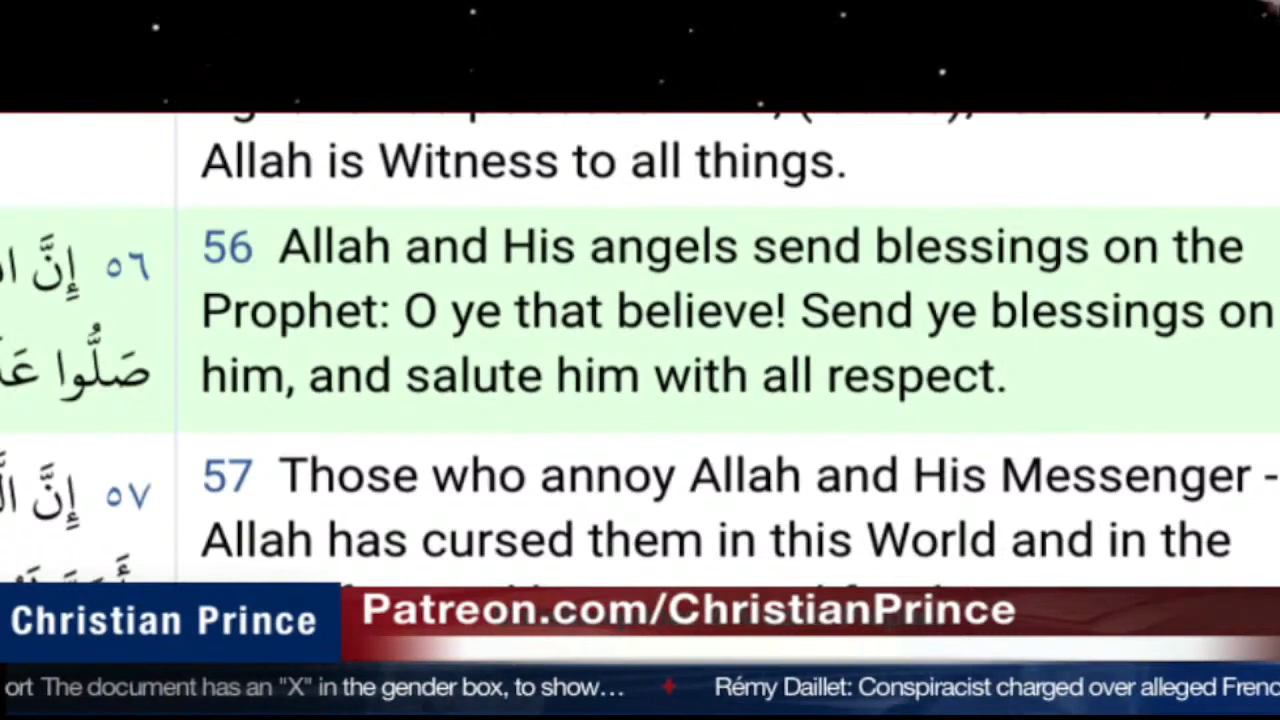 Allah is Witness to all things.
إِنَّ ٥٦
56 Allah and His angels send blessings on the
Prophet: O ye that believe! Send ye blessings on
صَلُّوا
him, and salute him with all respect.
إِنَّ ٥٧
57 Those who annoy Allah and His Messenger -
Allah has cursed them in this World and in the
Christian Prince
Patreon.com/ChristianPrince
ort The document has an "X" in the gender box, to show… Rémy Daillet: Conspiracist charged over alleged Frenc